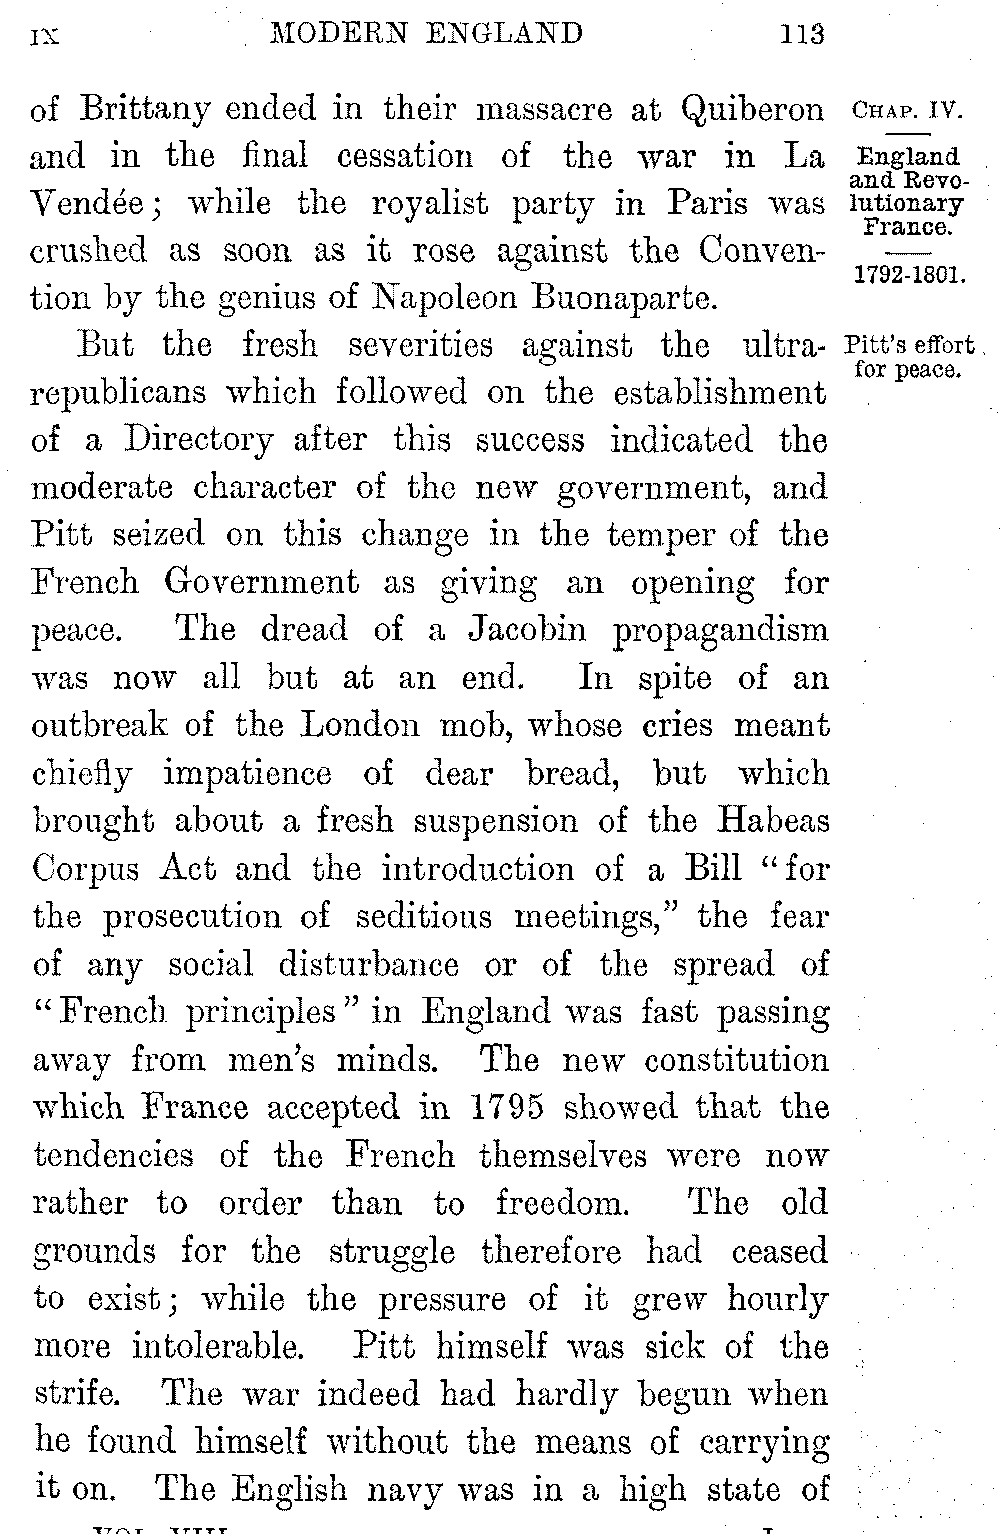 IX MODERN ENGLAND 113
of Brittany ended in their massacre at Quiberon
and in the final cessation of the war in La
Vendée; while the royalist party in Paris was
crushed as soon as it rose against the Conven-
tion by the genius of Napoleon Buonaparte.
But the fresh severities against the ultra-
republicans which followed on the establishment
of a Directory after this success indicated the
moderate character of the new government, and
Pitt seized on this change in the temper of the
French Government as giving an opening for
peace. The dread of a Jacobin propagandism
was now all but at an end. In spite of an
outbreak of the London mob, whose cries meant
chiefly impatience of dear bread, but which
brought about a fresh suspension of the Habeas
Corpus Act and the introduction of a Bill “for
the prosecution of seditious meetings,” the fear
of any social disturbance or of the spread of
“French principles” in England was fast passing
away from men's minds. The new constitution
which France accepted in 1795 showed that the
tendencies of the French themselves were now
rather to order than to freedom. The old
grounds for the struggle therefore had ceased
to exist; while the pressure of it grew hourly
more intolerable. Pitt himself was sick of the
strife. The war indeed had hardly begun when
he found himself without the means of carrying
it on. The English navy was in a high state of
CHAP. IV.
England
and Revo-
lutionary
France.
1792-1801.
Pitt's effort
for peace.
VOL. VIII